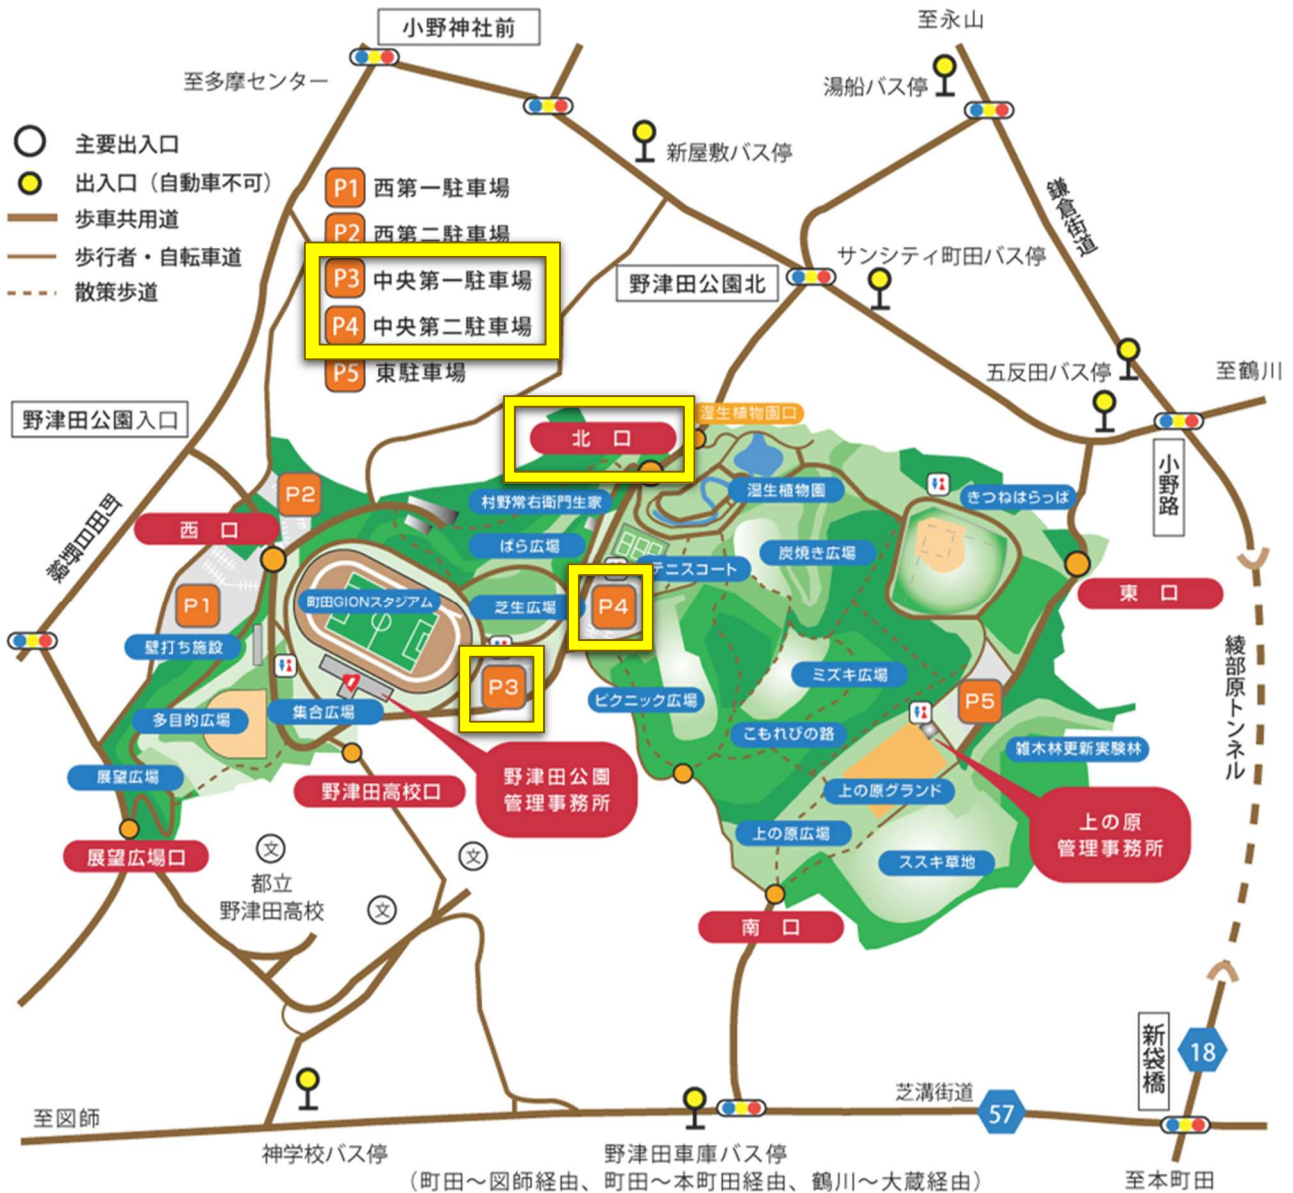 小野神社前
至永山
至多摩センター
湯船バス停
新屋敷バス停
主要出入口
出入口（自動車不可）
歩車共用道
歩行者・自転車道
散策歩道
P1 西第一駐車場
P2 西第二駐車場
P3 中央第一駐車場
P4 中央第二駐車場
P5 東駐車場
鎌倉街道
サンシティ町田バス停
野津田公園北
五反田バス停
至鶴川
野津田公園入口
小野路
北口
湿生植物園口
P2
西口
村野常右衛門生家
湿生植物園
きつねはらっぱ
ばら広場
炭焼き広場
テニスコート
東口
P1
町田GIONスタジアム
芝生広場
P4
壁打ち施設
P3
ミズキ広場
P5
ピクニック広場
多目的広場
集合広場
こもれびの路
雑木林更新実験林
綾部原トンネル
展望広場
野津田高校口
野津田公園
管理事務所
上の原グランド
上の原広場
上の原
管理事務所
ススキ草地
展望広場口
文
文
文
都立
野津田高校
南口
新袋橋
18
芝溝街道
57
至図師
神学校バス停
野津田車庫バス停
（町田～図師経由、町田～本町田経由、鶴川～大蔵経由）
至本町田